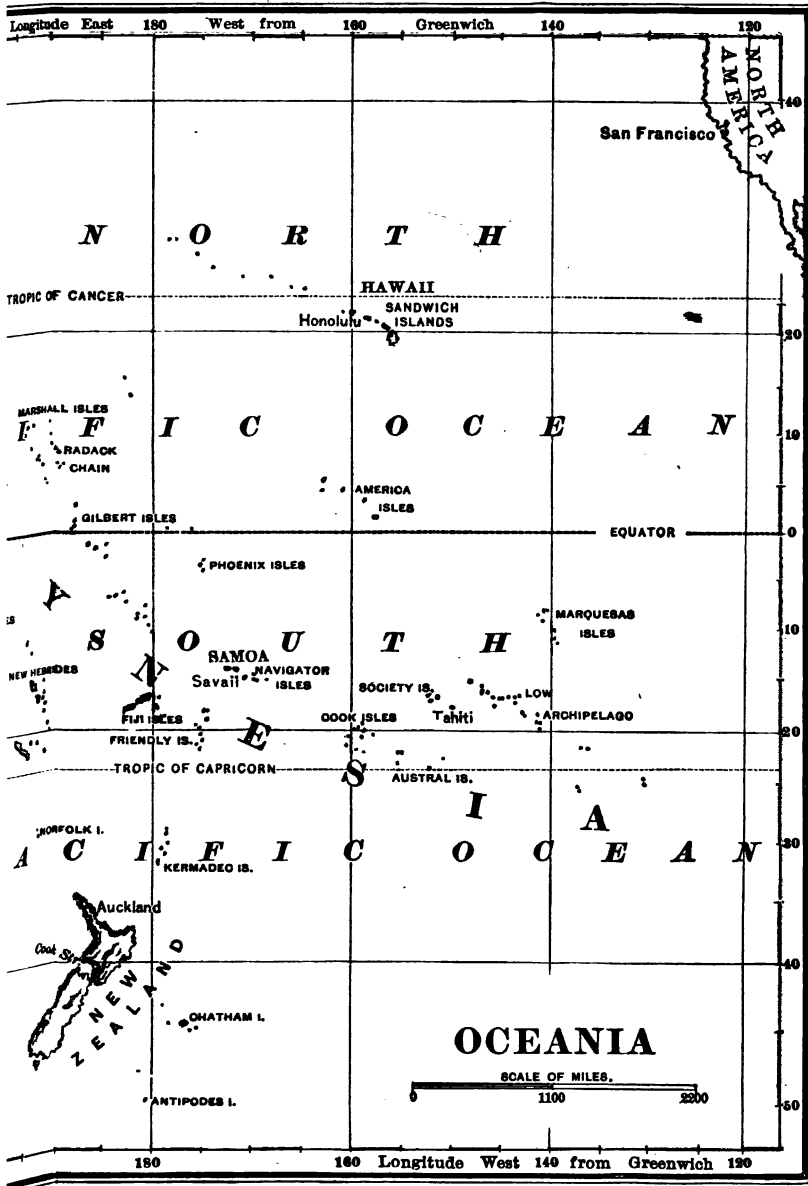 Longitude East 180 West from 160 Greenwich 120
40
NORTH
AMERICA
San Francisco
N O R T H
HAWAII
TROPIC OF CANCER
SANDWICH
ISLANDS
Honolulu
20
MARSHALL ISLES
F I C O C E A N
10
RADACK
CHAIN
AMERICA
ISLES
GILBERT ISLES
EQUATOR
0
PHOENIX ISLES
Y N E S I A
MARQUESAS
ISLES
10
S O U T H
SAMOA
NEW HEBRIDES
NAVIGATOR
ISLES
Savaii
SOCIETY IS.
LOW
ARCHIPELAGO
Tahiti
FIJI ISLES
COOK ISLES
20
FRIENDLY IS.
TROPIC OF CAPRICORN
AUSTRAL IS.
NORFOLK I.
A C I F I C O C E A N
30
KERMADEC IS.
Auckland
Cook Str.
40
NEW
ZEALAND
CHATHAM I.
OCEANIA
SCALE OF MILES.
0 1100 2200
ANTIPODES I.
50
180 160 Longitude West 140 from Greenwich 120